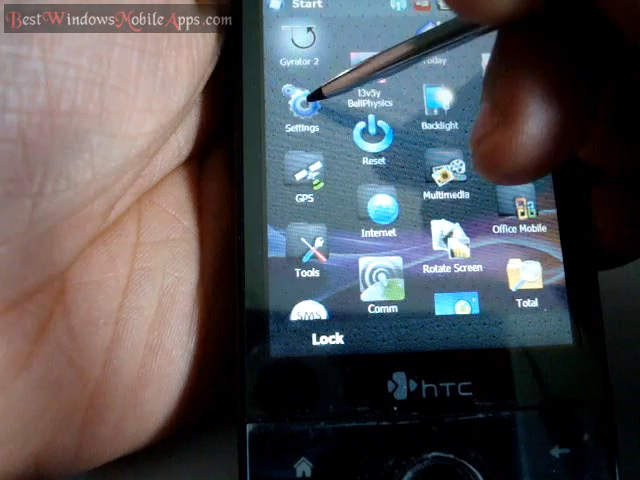 BestWindowsMobileApps.com
Start
Gyrator 2
Today
Settings
l3v5y
BallPhysics
Backlight
Reset
GPS
Multimedia
Internet
Office Mobile
Tools
Rotate Screen
Comm
Total
SMS
Lock
hTC